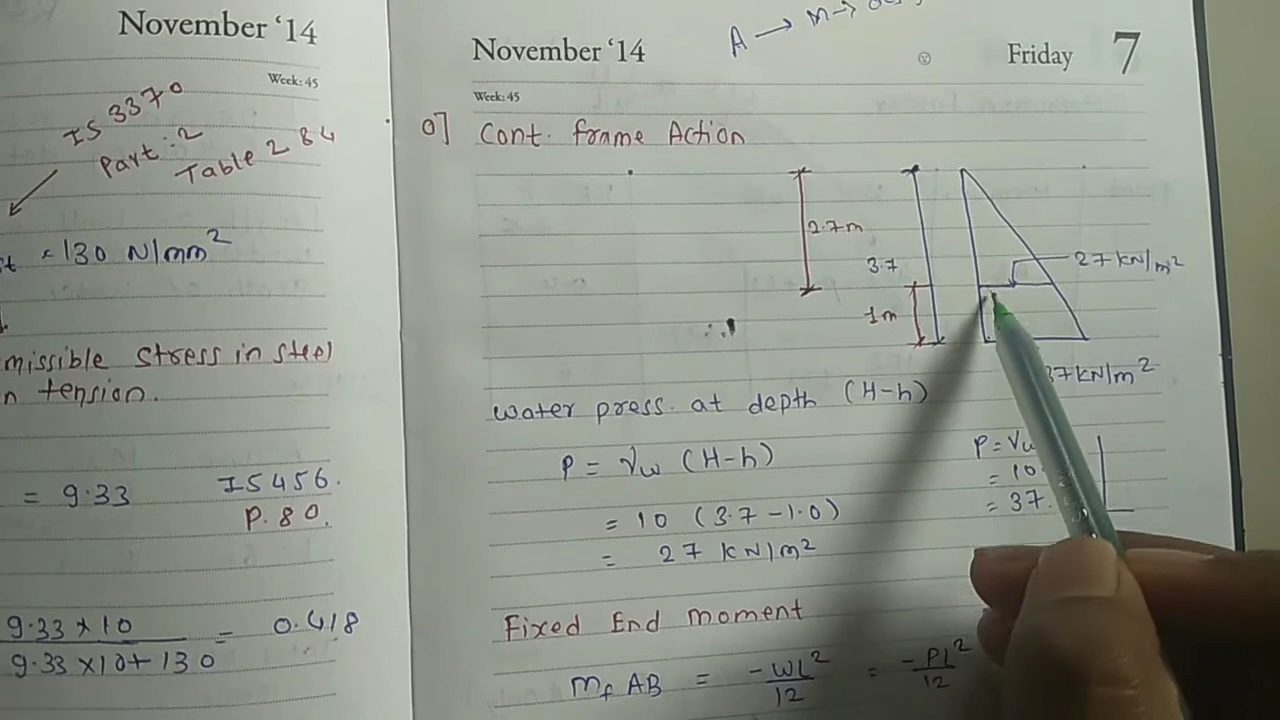 November '14
Week: 45
IS 3370
Part : 2
Table 2 & 4
= 130 N/mm²
missible stress in steel
n tension.
= 9.33
IS456.
P. 80.
9.33 × 10
9.33 × 10 + 130
= 0.418
A → m →
November '14
Friday 7
Week: 45
0] Cont. frame Action
2.7m
3.7
1m
27 kN/m²
37 kN/m²
water press. at depth (H-h)
P = γw (H-h)
= 10 (3.7 - 1.0)
= 27 kN/m²
P = γw
= 10
= 37.
Fixed End moment
Mf AB = -WL²/12 = -PL²/12